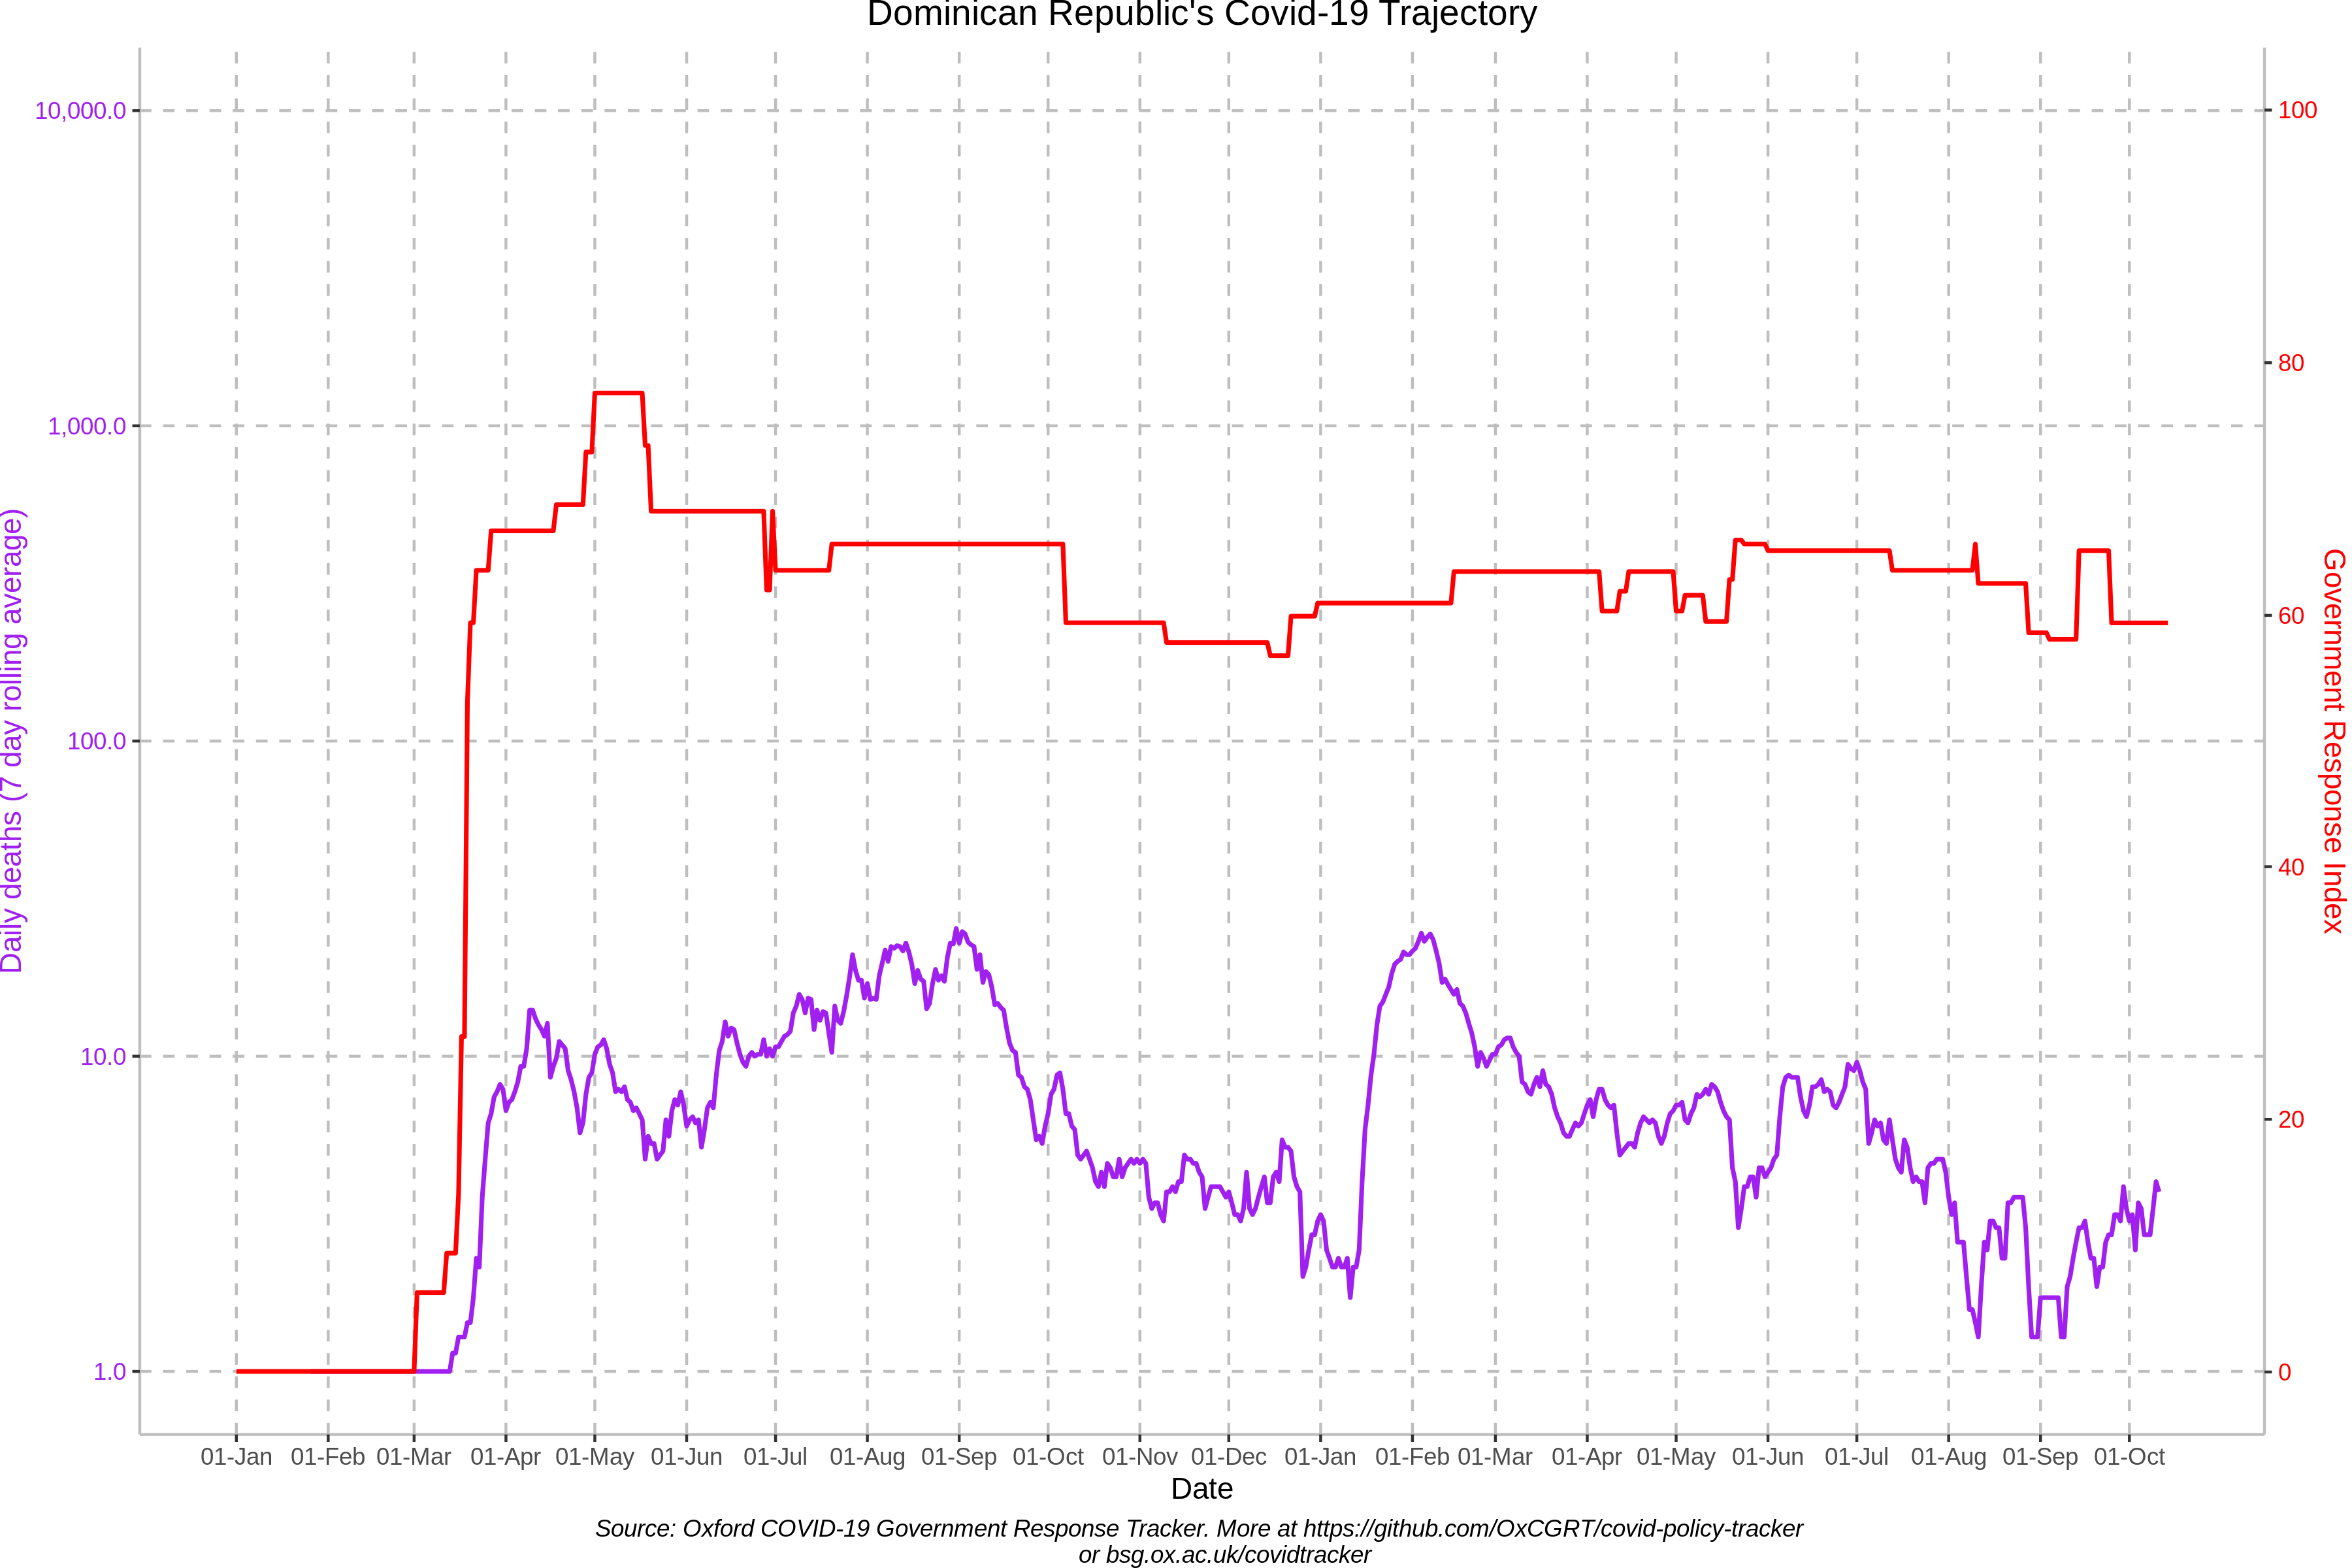 Dominican Republic's Covid-19 Trajectory
10,000.0
1,000.0
100.0
10.0
1.0
Daily deaths (7 day rolling average)
100
80
60
40
20
0
Government Response Index
01-Jan 01-Feb 01-Mar 01-Apr 01-May 01-Jun 01-Jul 01-Aug 01-Sep 01-Oct 01-Nov 01-Dec 01-Jan 01-Feb 01-Mar 01-Apr 01-May 01-Jun 01-Jul 01-Aug 01-Sep 01-Oct
Date
Source: Oxford COVID-19 Government Response Tracker. More at https://github.com/OxCGRT/covid-policy-tracker
or bsg.ox.ac.uk/covidtracker